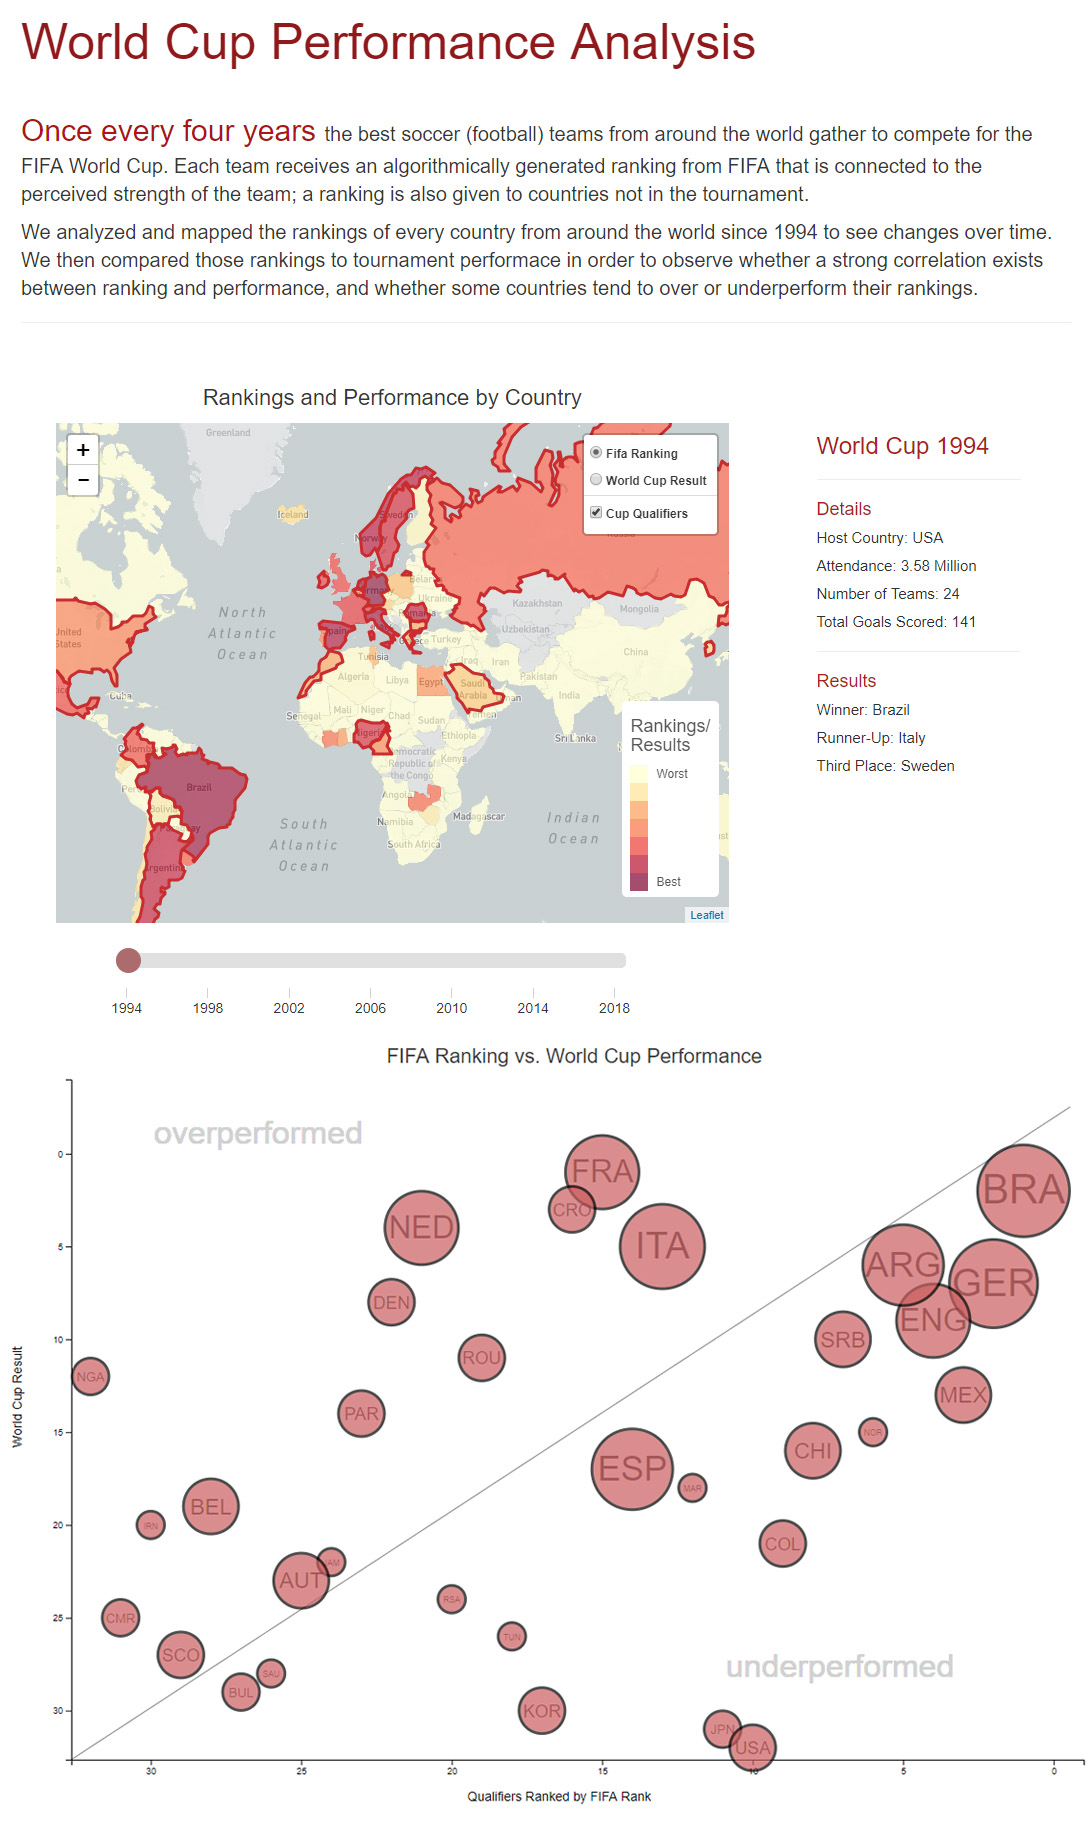 World Cup Performance Analysis
Once every four years the best soccer (football) teams from around the world gather to compete for the
FIFA World Cup. Each team receives an algorithmically generated ranking from FIFA that is connected to the
perceived strength of the team; a ranking is also given to countries not in the tournament.
We analyzed and mapped the rankings of every country from around the world since 1994 to see changes over time.
We then compared those rankings to tournament performace in order to observe whether a strong correlation exists
between ranking and performance, and whether some countries tend to over or underperform their rankings.
Rankings and Performance by Country
+
−
Greenland
Fifa Ranking
World Cup Result
Cup Qualifiers
Iceland
Sweden
Norway
Russia
Belar
Ukraine
Kazakhstan
Mongolia
Uzbekistan
North
Atlantic
Ocean
United
States
Spain
Turkey
China
Tunisia
Iraq
Iran
Algeria
Libya
Egypt
Saudi
Arabia
Pakistan
India
Oman
Yemen
Cuba
Senegal
Mali
Niger
Chad
Sudan
Nigeria
Ethiopia
Sri Lanka
Colomb
Democratic
Republic of
the Congo
Kenya
Peru
Brazil
Bolivia
Angola
Namibia
Madagascar
South Africa
Argentina
South
Atlantic
Ocean
Indian
Ocean
Rankings/
Results
Worst
Best
Leaflet
1994 1998 2002 2006 2010 2014 2018
World Cup 1994
Details
Host Country: USA
Attendance: 3.58 Million
Number of Teams: 24
Total Goals Scored: 141
Results
Winner: Brazil
Runner-Up: Italy
Third Place: Sweden
FIFA Ranking vs. World Cup Performance
overperformed
underperformed
World Cup Result
0
5
10
15
20
25
30
FRA
BRA
CRO
NED
ITA
ARG
GER
DEN
ENG
SRB
ROU
NGA
MEX
PAR
NOR
CHI
ESP
MAR
BEL
IRN
COL
JAM
AUT
RSA
CMR
TUN
SCO
SAU
BUL
KOR
JPN
USA
30 25 20 15 10 5 0
Qualifiers Ranked by FIFA Rank